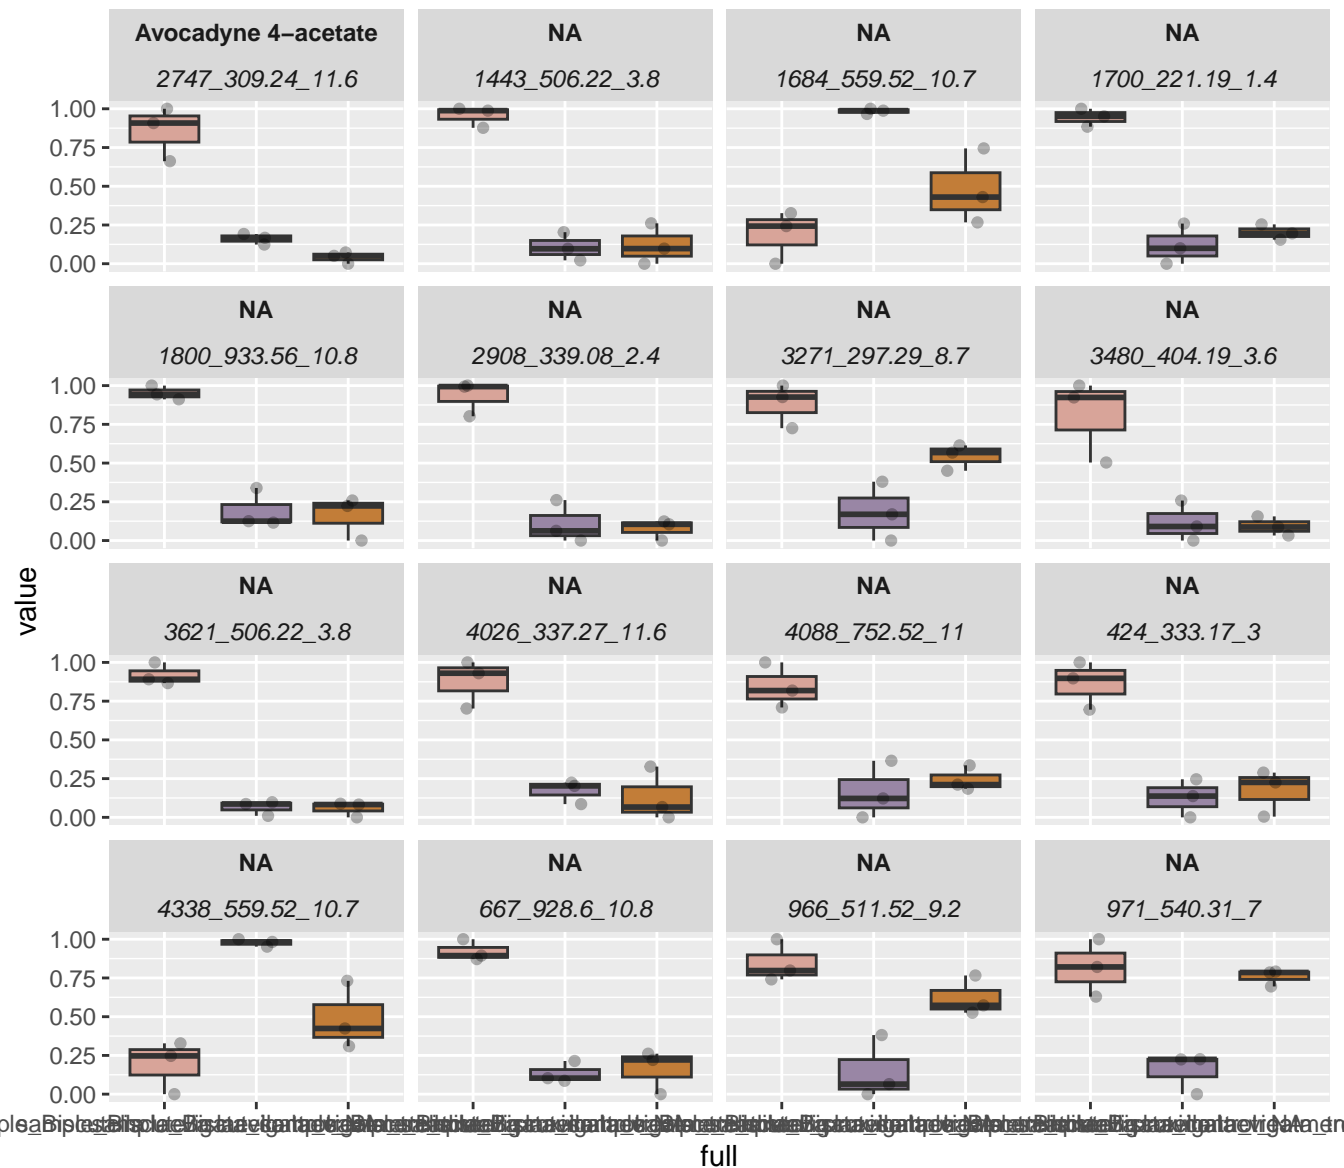 Avocadyne 4−acetate NA NA NA
2747_309.24_11.6 1443_506.22_3.8 1684_559.52_10.7 1700_221.19_1.4
1.00
0.75
0.50
0.25
0.00
NA NA NA NA
1800_933.56_10.8 2908_339.08_2.4 3271_297.29_8.7 3480_404.19_3.6
1.00
0.75
0.50
0.25
0.00
value
NA NA NA NA
3621_506.22_3.8 4026_337.27_11.6 4088_752.52_11 424_333.17_3
1.00
0.75
0.50
0.25
0.00
NA NA NA NA
4338_559.52_10.7 667_928.6_10.8 966_511.52_9.2 971_540.31_7
1.00
0.75
0.50
0.25
0.00
full